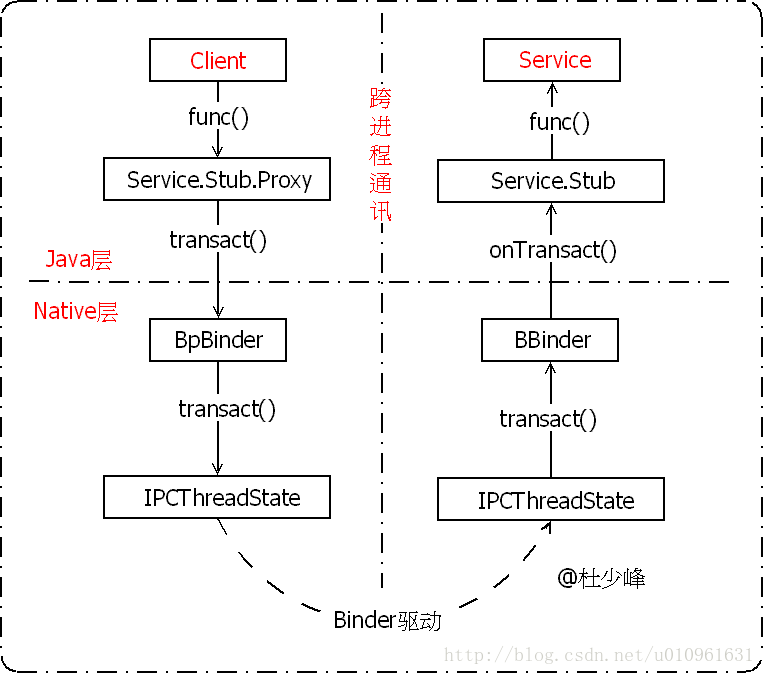 Client
Service
跨进程通讯
func()
func()
Service.Stub.Proxy
Service.Stub
transact()
onTransact()
Java层
Native层
BpBinder
BBinder
transact()
transact()
IPCThreadState
IPCThreadState
@杜少峰
Binder驱动
http://blog.csdn.net/u010961631